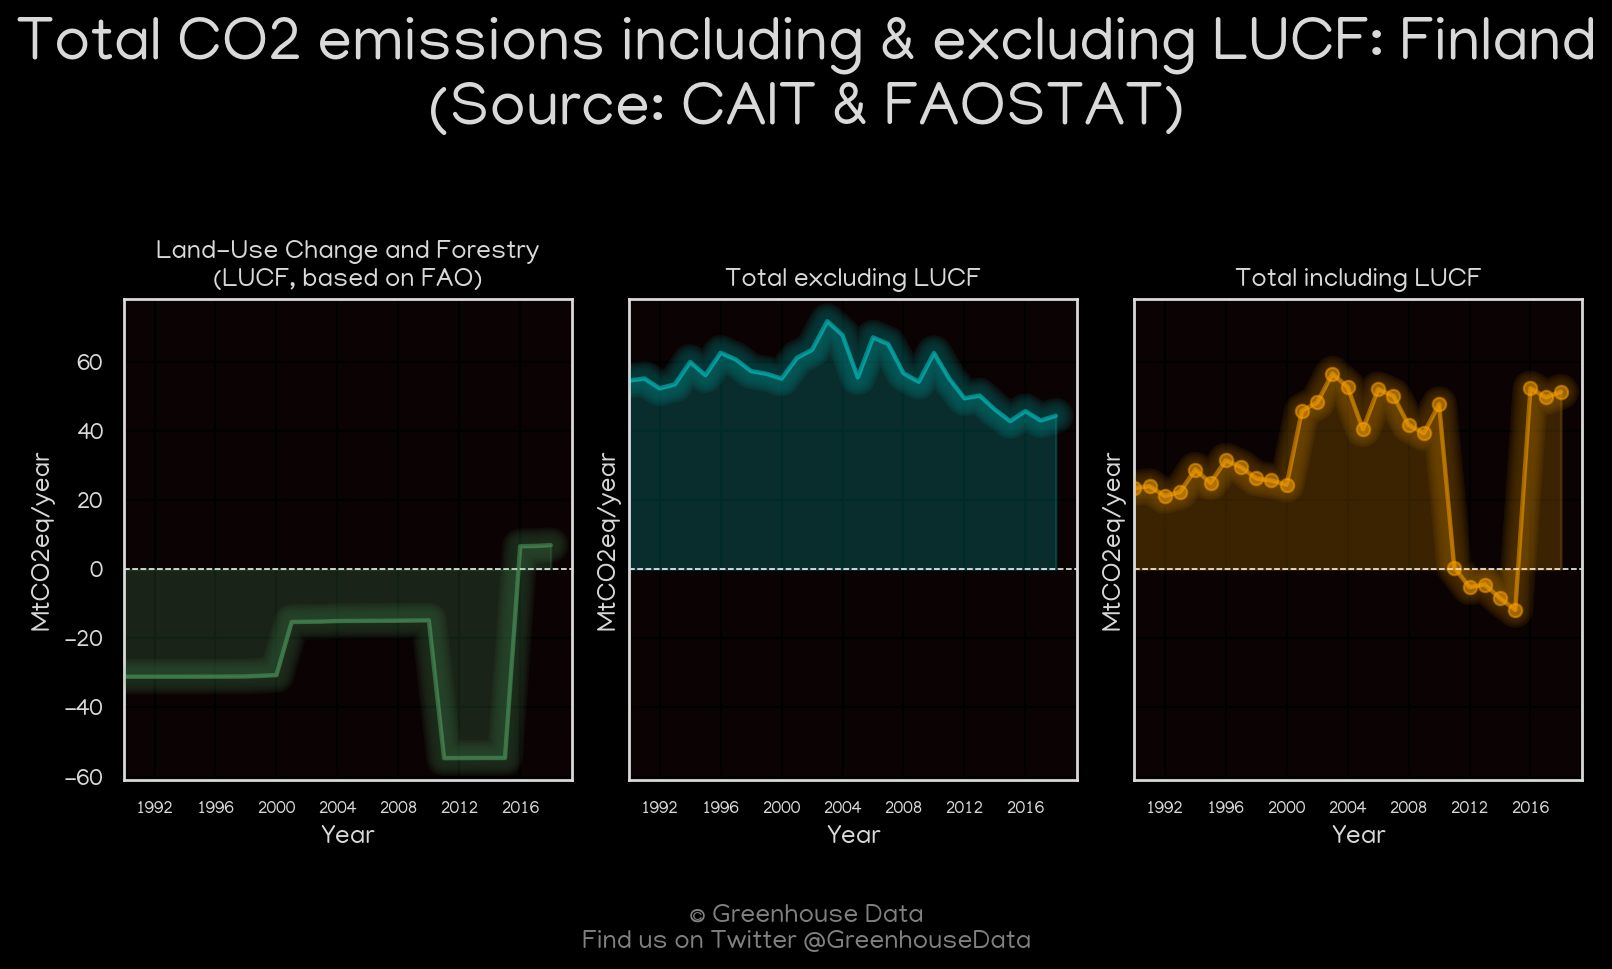 Total CO2 emissions including & excluding LUCF: Finland
(Source: CAIT & FAOSTAT)
Land-Use Change and Forestry
(LUCF, based on FAO)
Total excluding LUCF
Total including LUCF
MtCO2eq/year
60
40
20
0
-20
-40
-60
1992 1996 2000 2004 2008 2012 2016
Year
MtCO2eq/year
1992 1996 2000 2004 2008 2012 2016
Year
MtCO2eq/year
1992 1996 2000 2004 2008 2012 2016
Year
© Greenhouse Data
Find us on Twitter @GreenhouseData